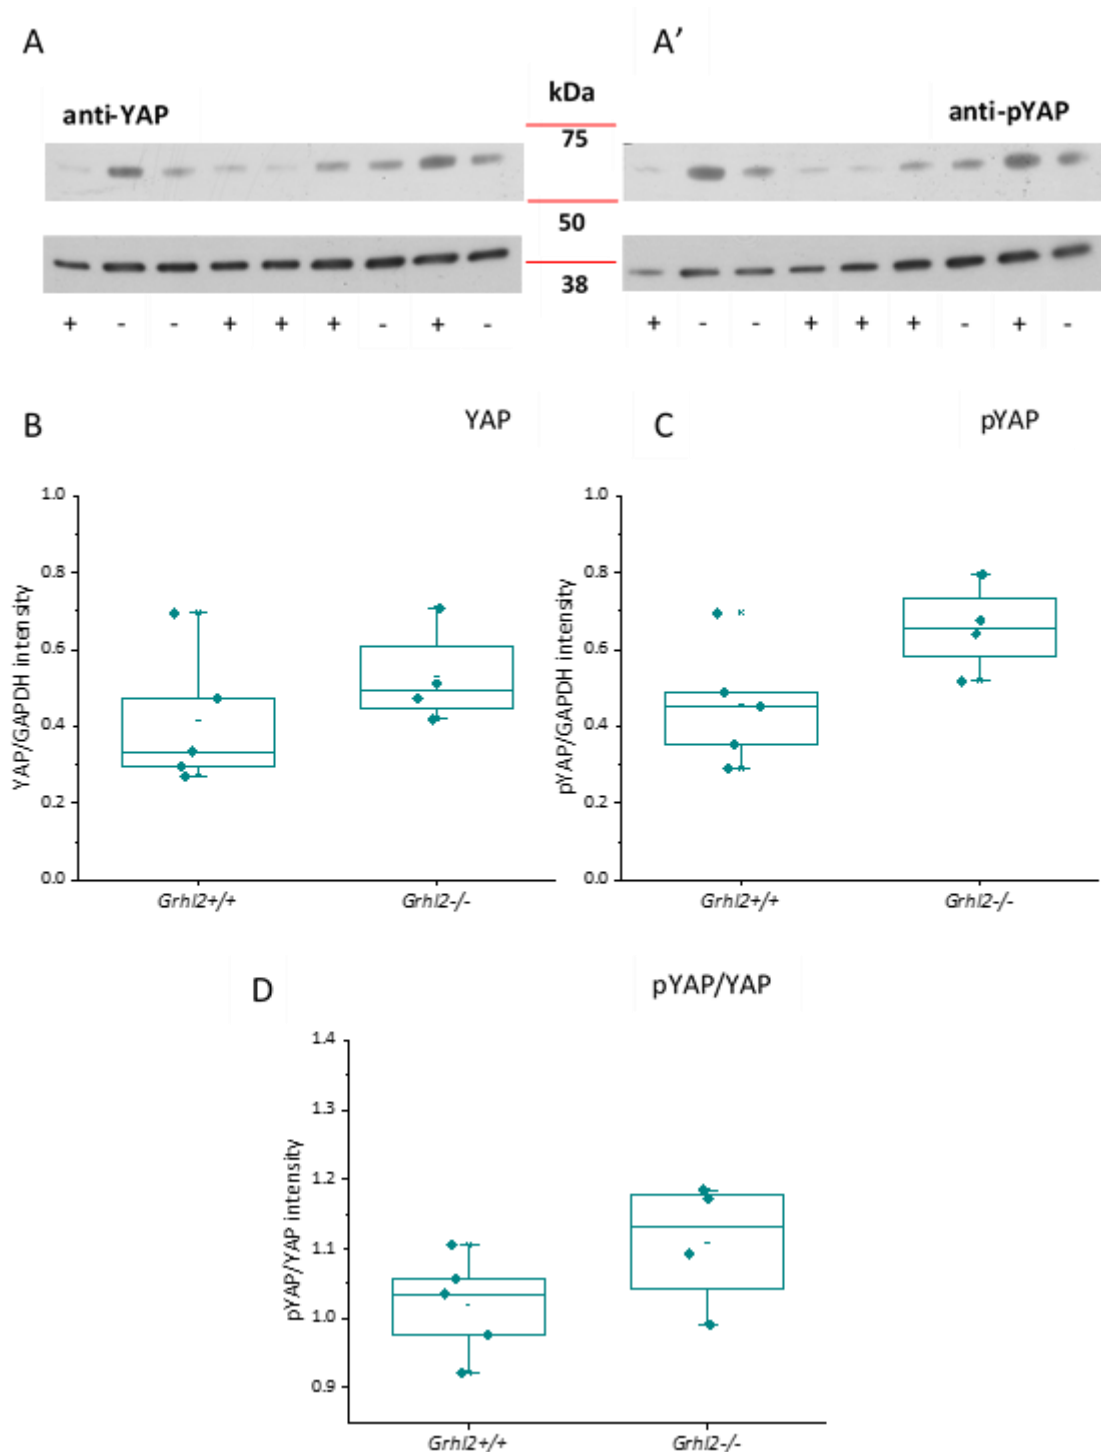 A
A'
anti-YAP
kDa
anti-pYAP
75
50
38
+ - - + + + - + -
+ - - + + + - + -
B
YAP
YAP/GAPDH intensity
1.0
0.8
0.6
0.4
0.2
0.0
Grhl2+/+
Grhl2-/-
C
pYAP
pYAP/GAPDH intensity
1.0
0.8
0.6
0.4
0.2
0.0
Grhl2+/+
Grhl2-/-
D
pYAP/YAP
pYAP/YAP intensity
1.4
1.3
1.2
1.1
1.0
0.9
Grhl2+/+
Grhl2-/-